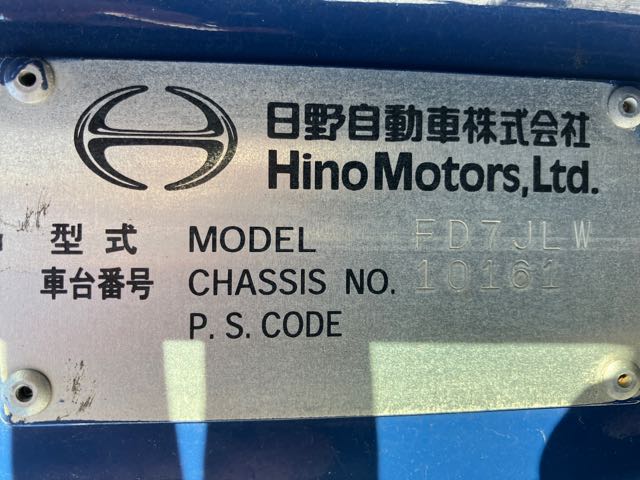 日野自動車株式会社
Hino Motors, Ltd.
型式 MODEL FD7JLW
車台番号 CHASSIS NO. 10161
P. S. CODE